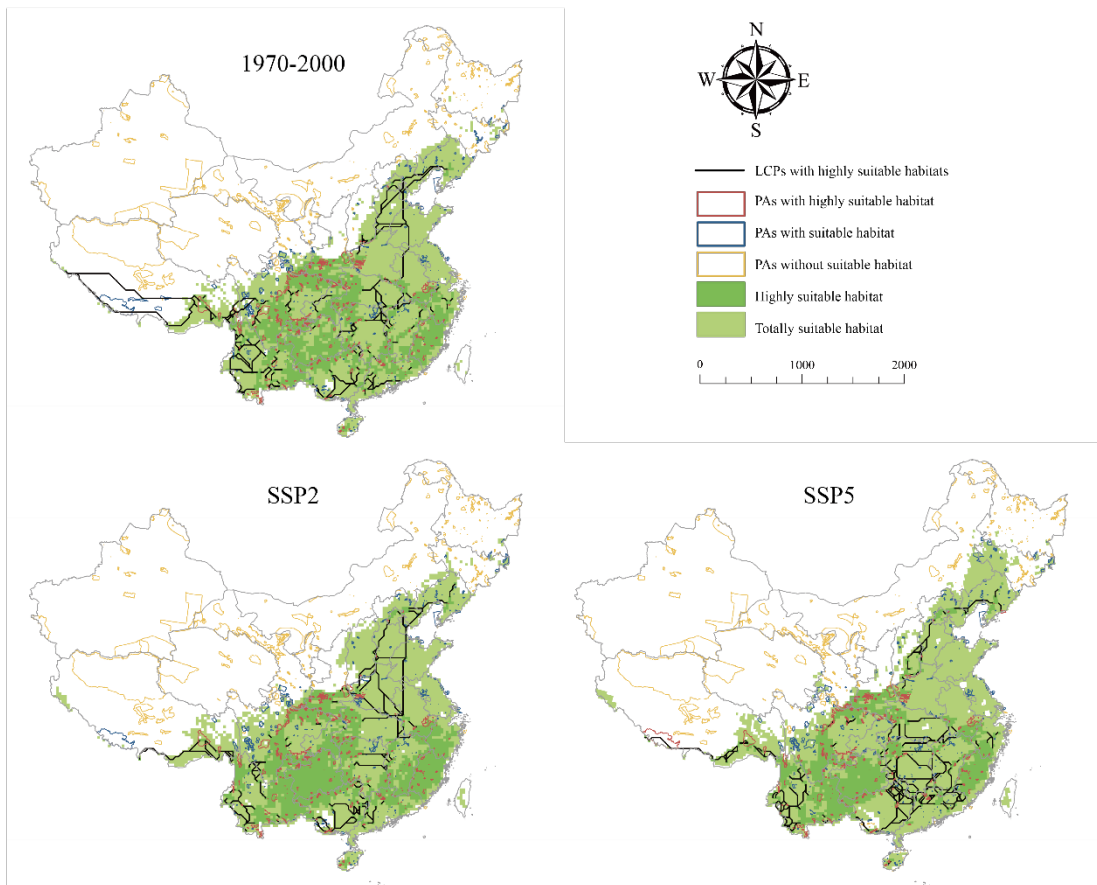 1970-2000
N
W
E
S
LCPs with highly suitable habitats
PAs with highly suitable habitat
PAs with suitable habitat
PAs without suitable habitat
Highly suitable habitat
Totally suitable habitat
0 1000 2000
SSP2
SSP5